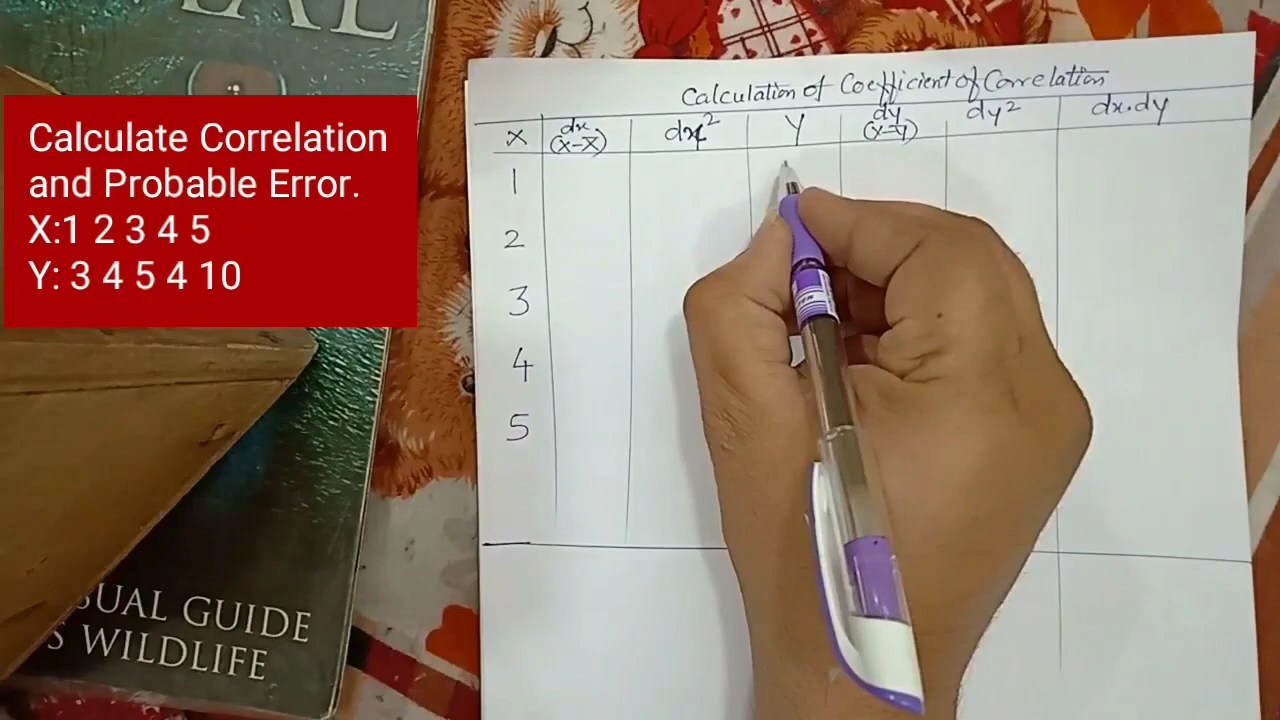 EAL
Calculate Correlation
and Probable Error.
X:1 2 3 4 5
Y: 3 4 5 4 10
Calculation of Coefficient of Correlation
X dx (X-X̅) dx² Y dy (Y-Y̅) dy² dx.dy
1
2
3
4
5
SUAL GUIDE
S WILDLIFE